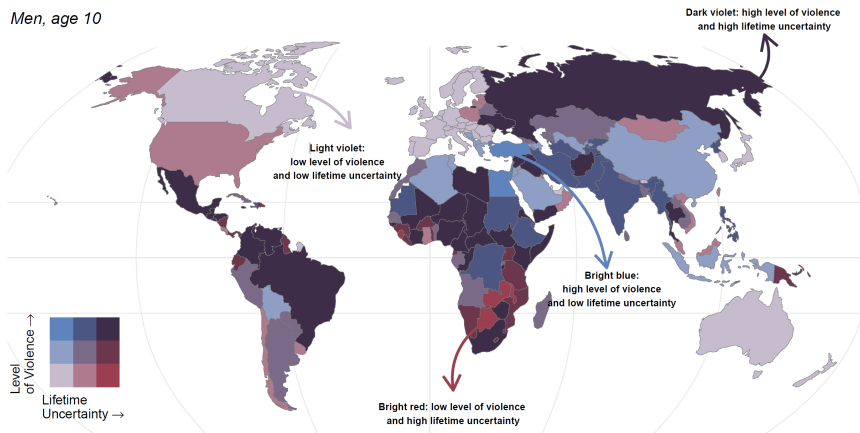 Men, age 10
Dark violet: high level of violence
and high lifetime uncertainty
Light violet:
low level of violence
and low lifetime uncertainty
Bright blue:
high level of violence
and low lifetime uncertainty
Level
of Violence →
Lifetime
Uncertainty →
Bright red: low level of violence
and high lifetime uncertainty